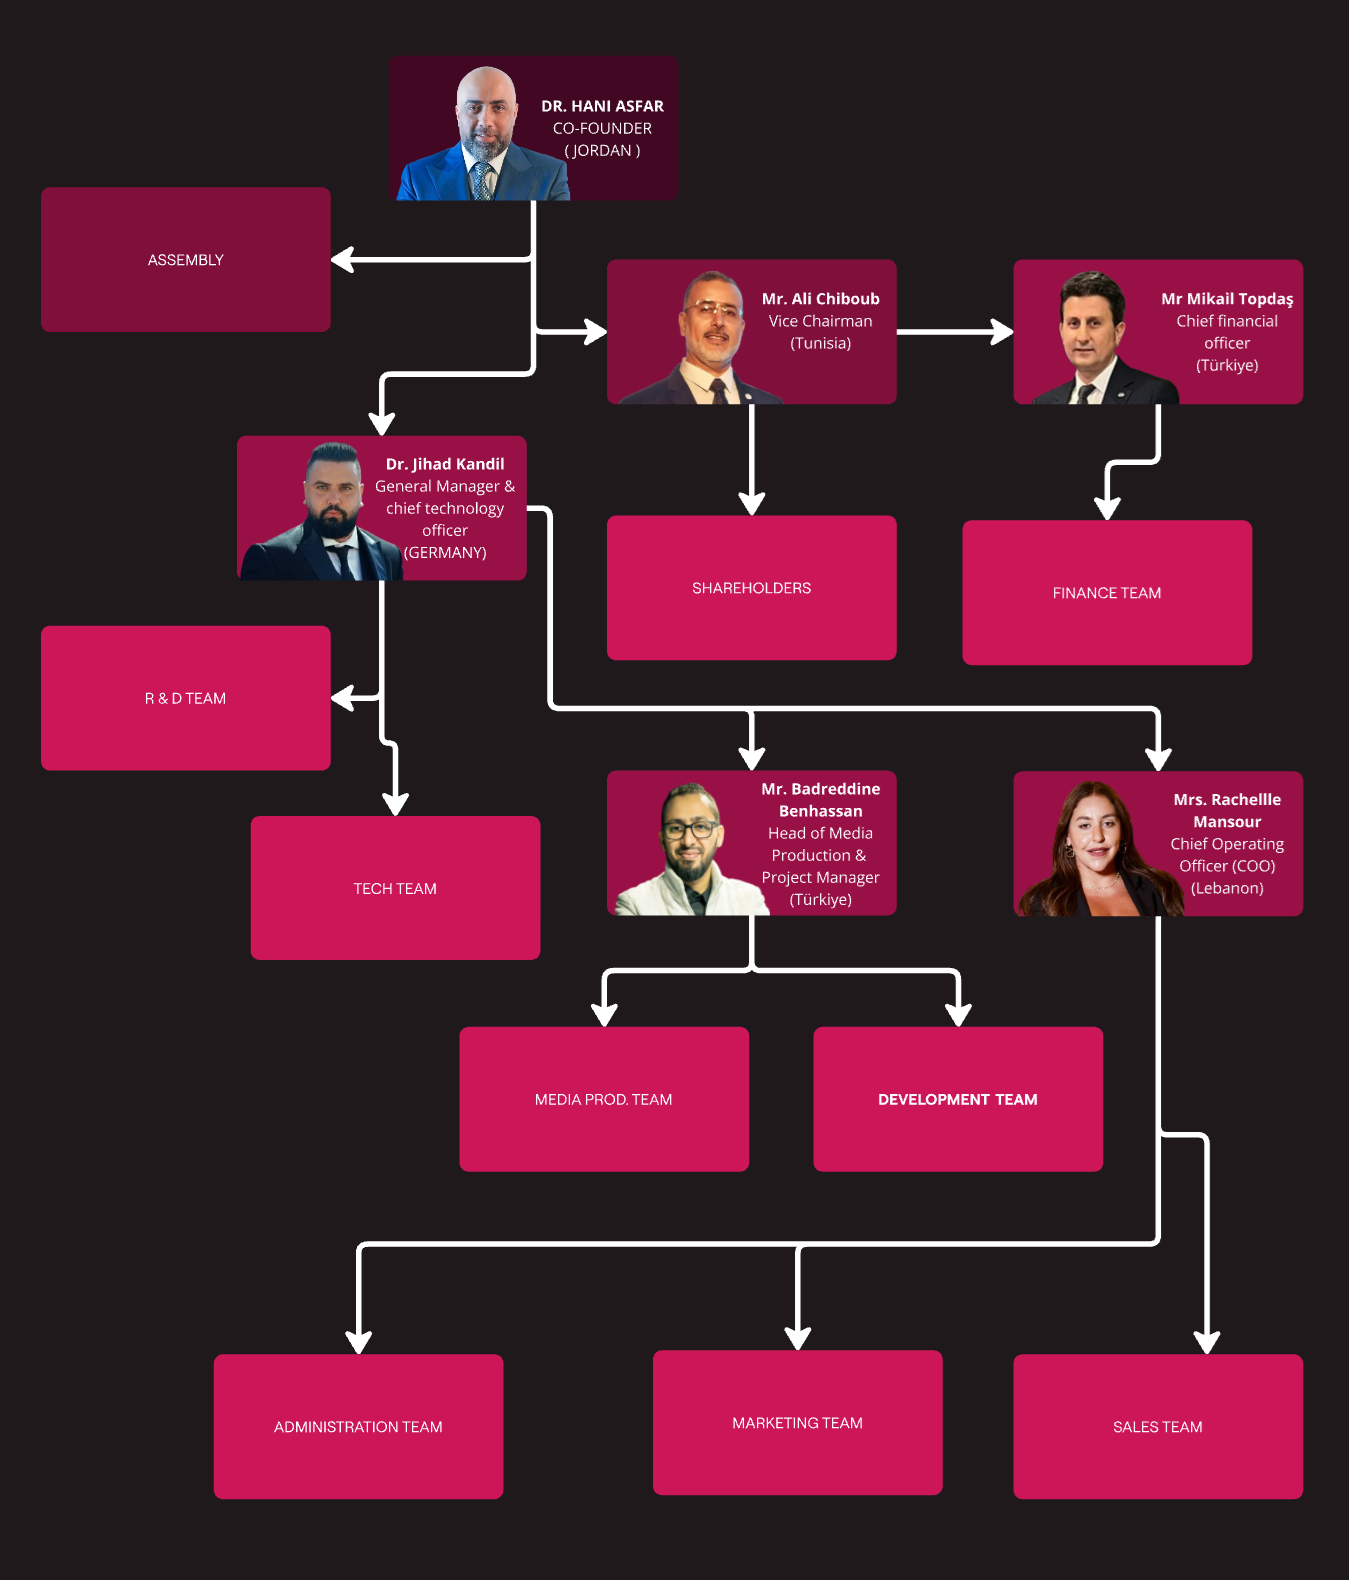 DR. HANI ASFAR
CO-FOUNDER
( JORDAN )
ASSEMBLY
Mr. Ali Chiboub
Vice Chairman
(Tunisia)
Mr Mikail Topdaş
Chief financial
officer
(Türkiye)
Dr. Jihad Kandil
General Manager &
chief technology
officer
(GERMANY)
SHAREHOLDERS
FINANCE TEAM
R & D TEAM
TECH TEAM
Mr. Badreddine
Benhassan
Head of Media
Production &
Project Manager
(Türkiye)
Mrs. Rachellle
Mansour
Chief Operating
Officer (COO)
(Lebanon)
MEDIA PROD. TEAM
DEVELOPMENT TEAM
ADMINISTRATION TEAM
MARKETING TEAM
SALES TEAM